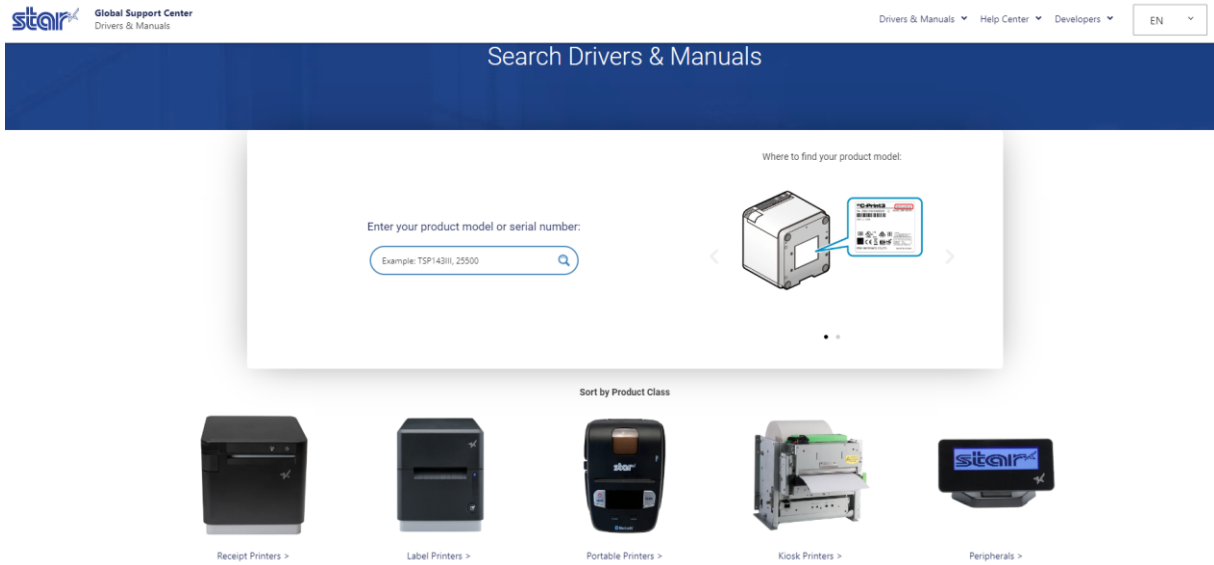 star
Global Support Center
Drivers & Manuals
Drivers & Manuals
Help Center
Developers
EN
Search Drivers & Manuals
Where to find your product model:
mC-Print3
Enter your product model or serial number:
Example: TSP143III, 25500
Sort by Product Class
star
star
Receipt Printers >
Label Printers >
Portable Printers >
Kiosk Printers >
Peripherals >